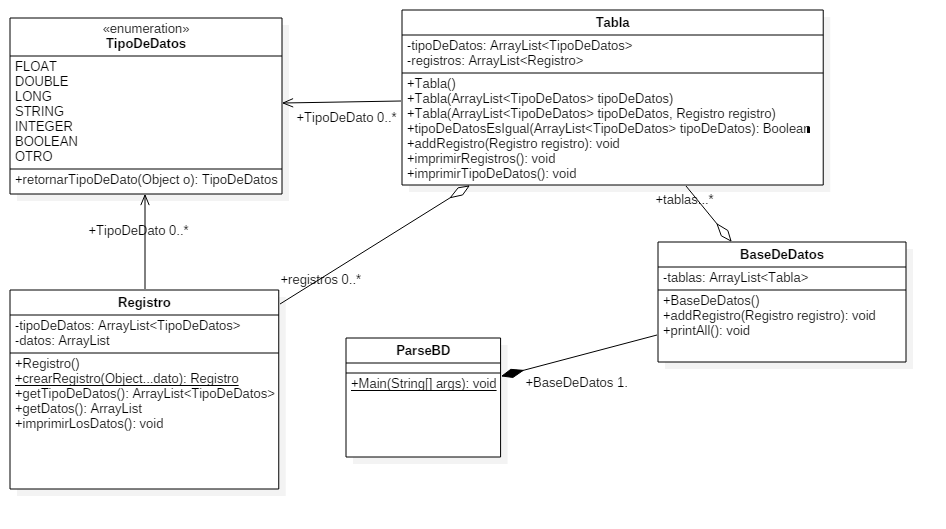 «enumeration»
TipoDeDatos
FLOAT
DOUBLE
LONG
STRING
INTEGER
BOOLEAN
OTRO
+retornarTipoDeDato(Object o): TipoDeDatos
Tabla
-tipoDeDatos: ArrayList<TipoDeDatos>
-registros: ArrayList<Registro>
+Tabla()
+Tabla(ArrayList<TipoDeDatos> tipoDeDatos)
+Tabla(ArrayList<TipoDeDatos> tipoDeDatos, Registro registro)
+tipoDeDatosEsIgual(ArrayList<TipoDeDatos> tipoDeDatos): Boolean
+addRegistro(Registro registro): void
+imprimirRegistros(): void
+imprimirTipoDeDatos(): void
+TipoDeDato 0..*
+TipoDeDato 0..*
+registros 0..*
+tablas..*
BaseDeDatos
-tablas: ArrayList<Tabla>
+BaseDeDatos()
+addRegistro(Registro registro): void
+printAll(): void
Registro
-tipoDeDatos: ArrayList<TipoDeDatos>
-datos: ArrayList
+Registro()
+crearRegistro(Object...dato): Registro
+getTipoDeDatos(): ArrayList<TipoDeDatos>
+getDatos(): ArrayList
+imprimirLosDatos(): void
ParseBD
+Main(String[] args): void
+BaseDeDatos 1.